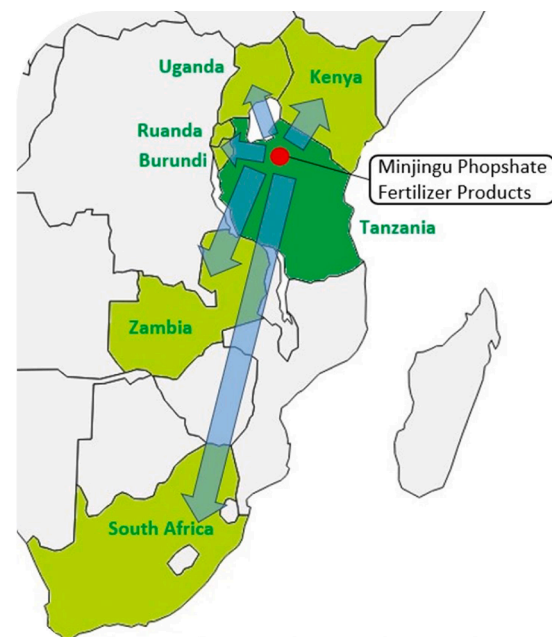 Uganda
Kenya
Ruanda
Burundi
Minjingu Phopshate
Fertilizer Products
Tanzania
Zambia
South Africa